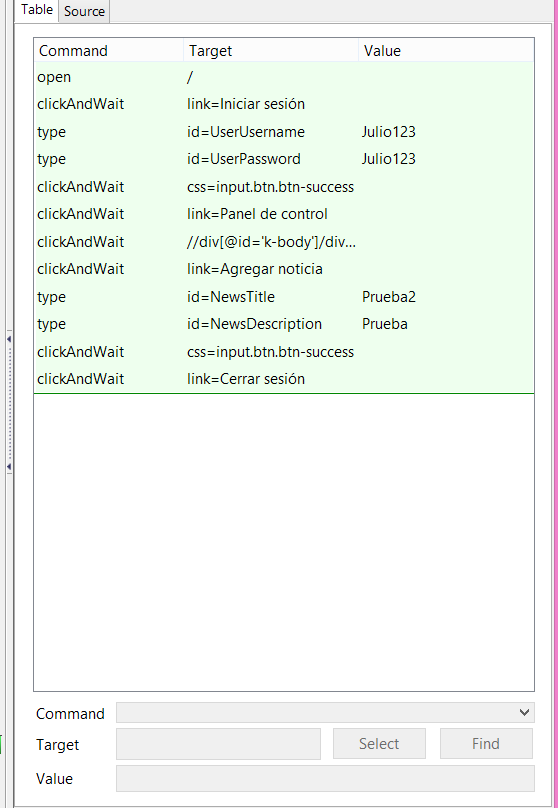 Table Source
Command Target Value
open /
clickAndWait link=Iniciar sesión
type id=UserUsername Julio123
type id=UserPassword Julio123
clickAndWait css=input.btn.btn-success
clickAndWait link=Panel de control
clickAndWait //div[@id='k-body']/div...
clickAndWait link=Agregar noticia
type id=NewsTitle Prueba2
type id=NewsDescription Prueba
clickAndWait css=input.btn.btn-success
clickAndWait link=Cerrar sesión
Command
Target Select Find
Value